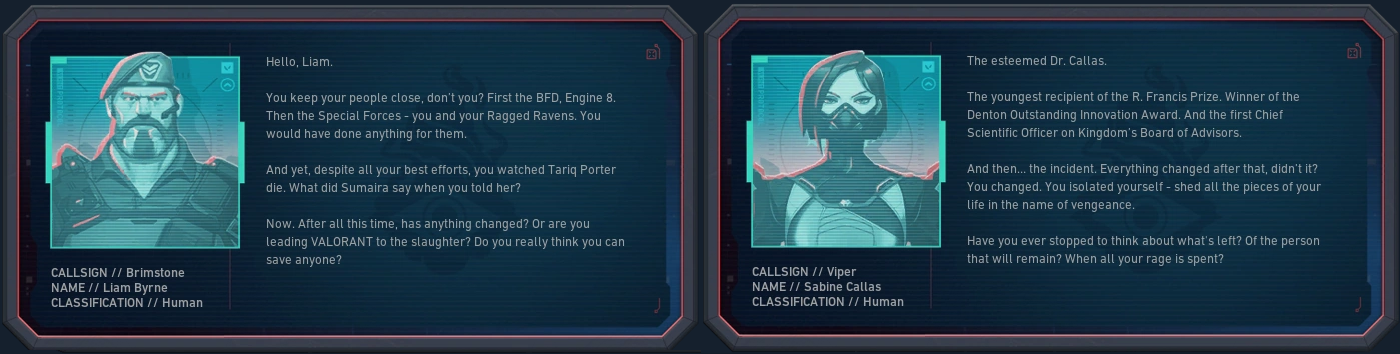 Hello, Liam.
You keep your people close, don't you? First the BFD, Engine 8.
Then the Special Forces - you and your Ragged Ravens. You
would have done anything for them.
And yet, despite all your best efforts, you watched Tariq Porter
die. What did Sumaira say when you told her?
Now. After all this time, has anything changed? Or are you
leading VALORANT to the slaughter? Do you really think you can
save anyone?
CALLSIGN // Brimstone
NAME // Liam Byrne
CLASSIFICATION // Human
The esteemed Dr. Callas.
The youngest recipient of the R. Francis Prize. Winner of the
Denton Outstanding Innovation Award. And the first Chief
Scientific Officer on Kingdom's Board of Advisors.
And then... the incident. Everything changed after that, didn't it?
You changed. You isolated yourself - shed all the pieces of your
life in the name of vengeance.
Have you ever stopped to think about what's left? Of the person
that will remain? When all your rage is spent?
CALLSIGN // Viper
NAME // Sabine Callas
CLASSIFICATION // Human